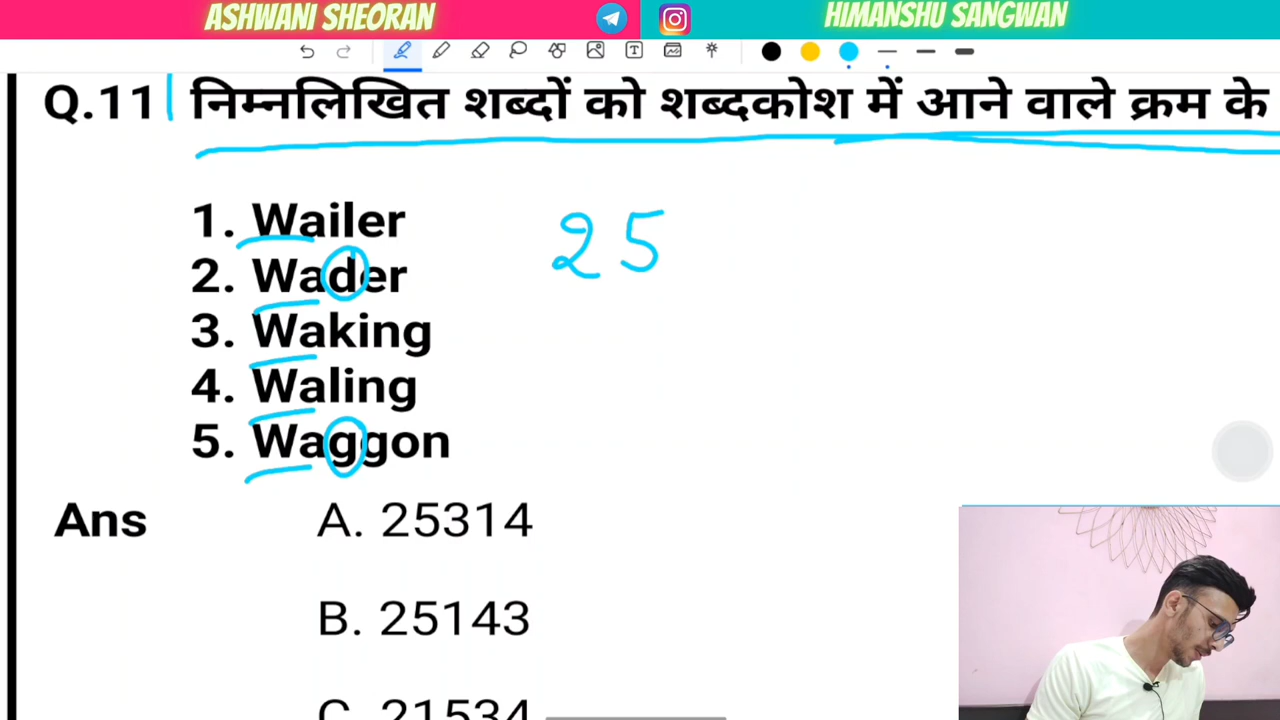 ASHWANI SHEORAN
HIMANSHU SANGWAN
Q.11 निम्नलिखित शब्दों को शब्दकोश में आने वाले क्रम के
1. Wailer
2. Wader
3. Waking
4. Waling
5. Waggon
25
Ans
A. 25314
B. 25143
C. 21534